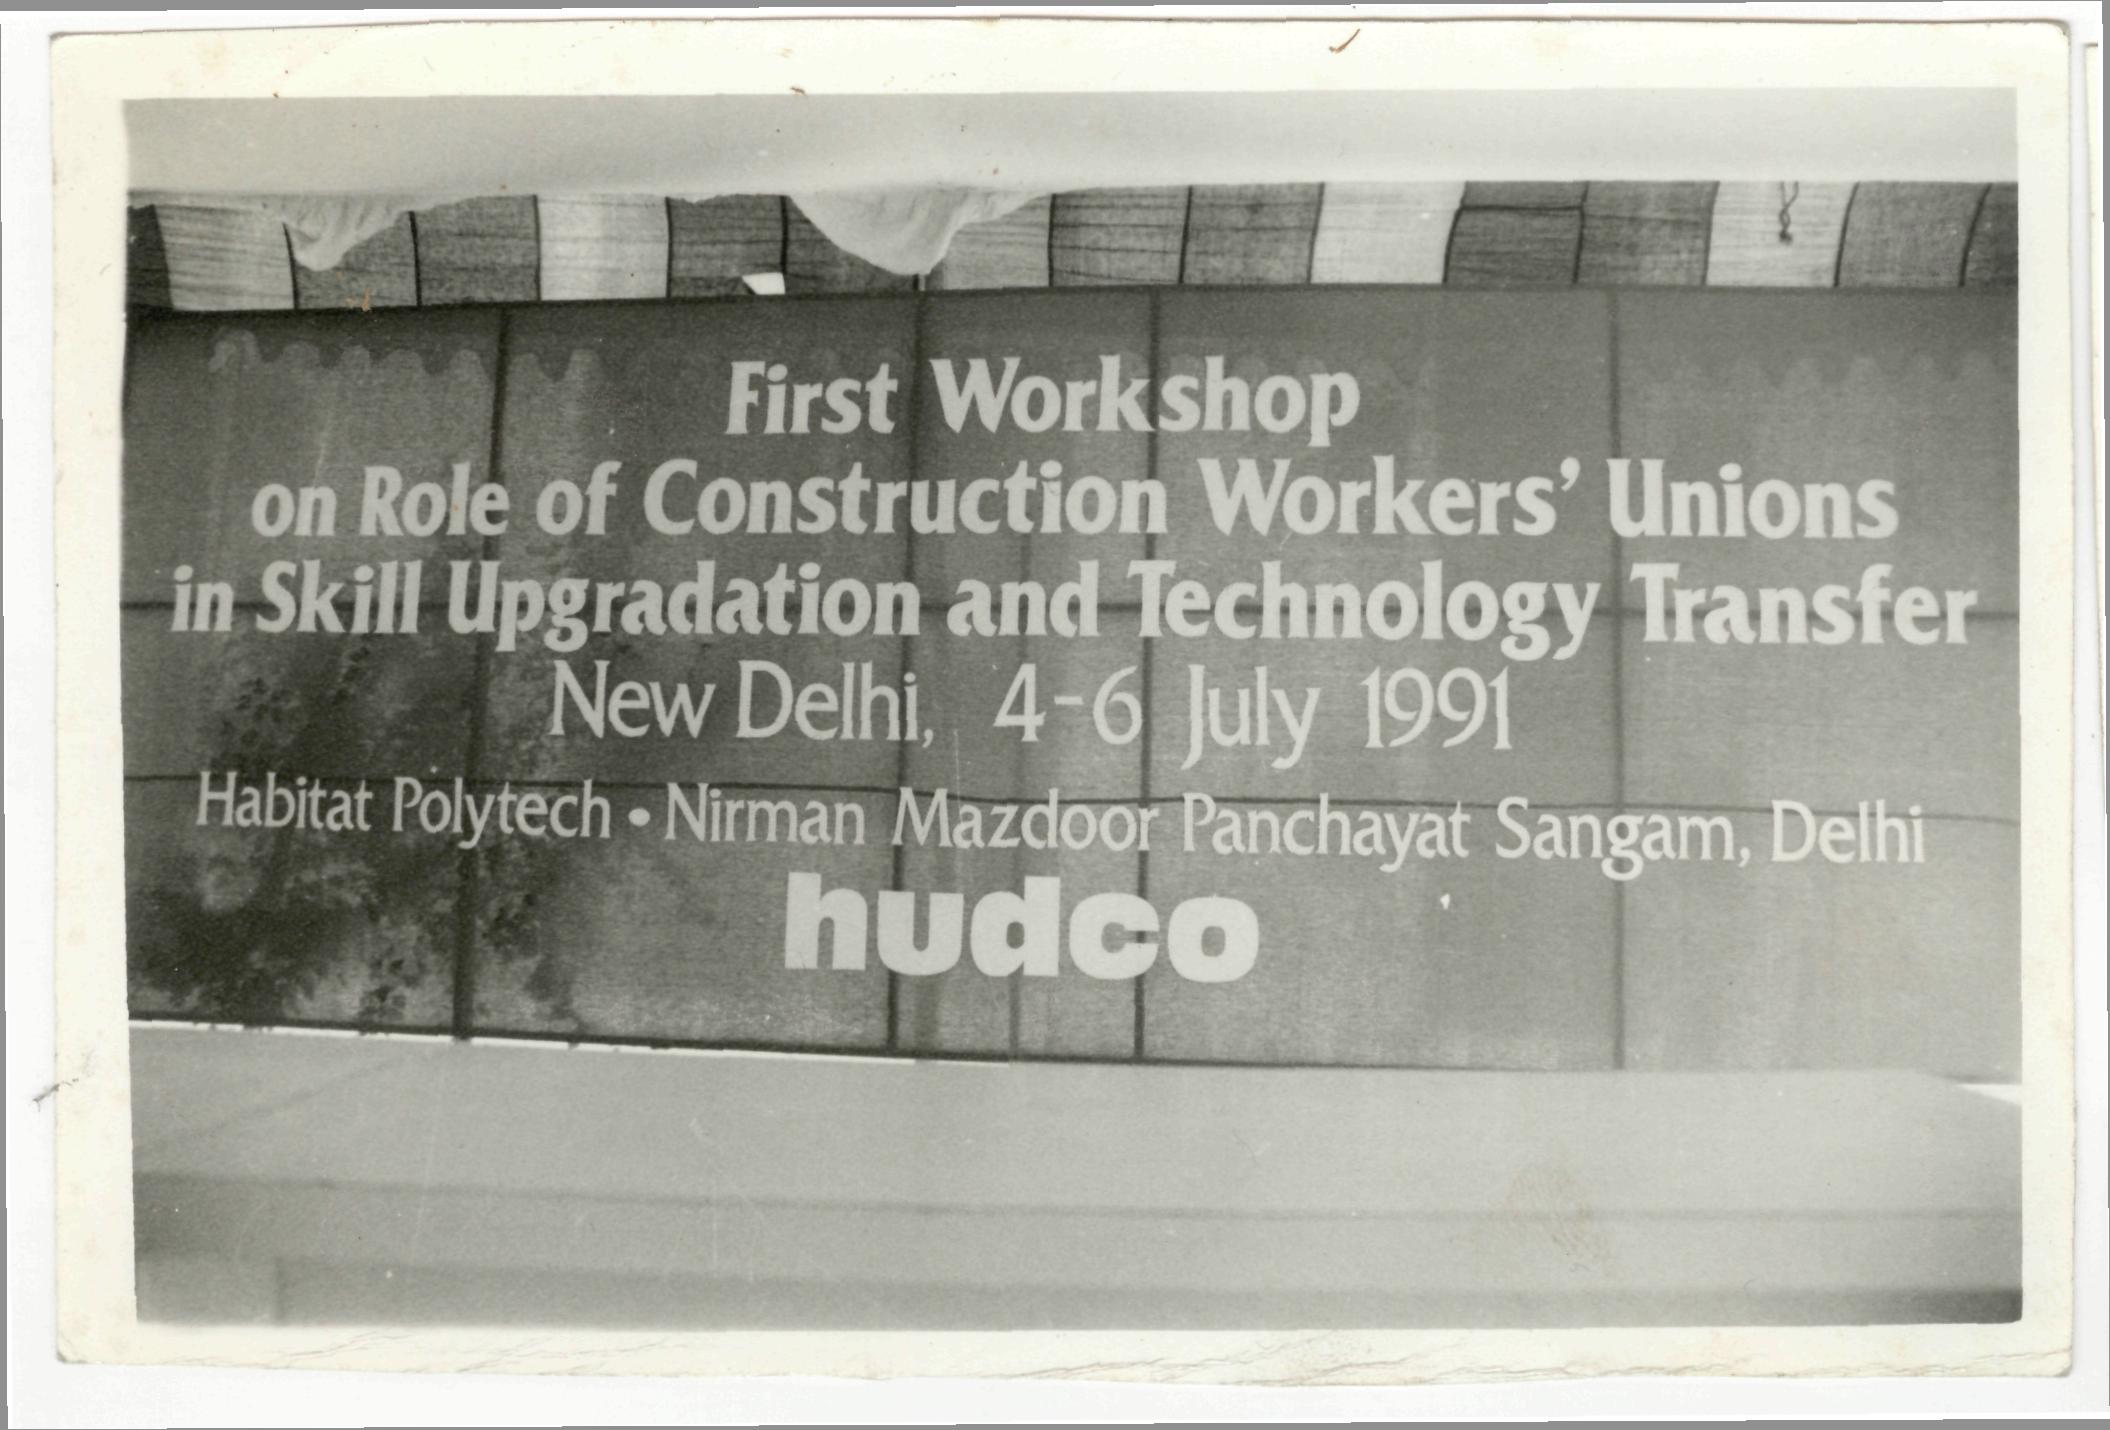 First Workshop
on Role of Construction Workers' Unions
in Skill Upgradation and Technology Transfer
New Delhi, 4-6 July 1991
Habitat Polytech • Nirman Mazdoor Panchayat Sangam, Delhi
hudco